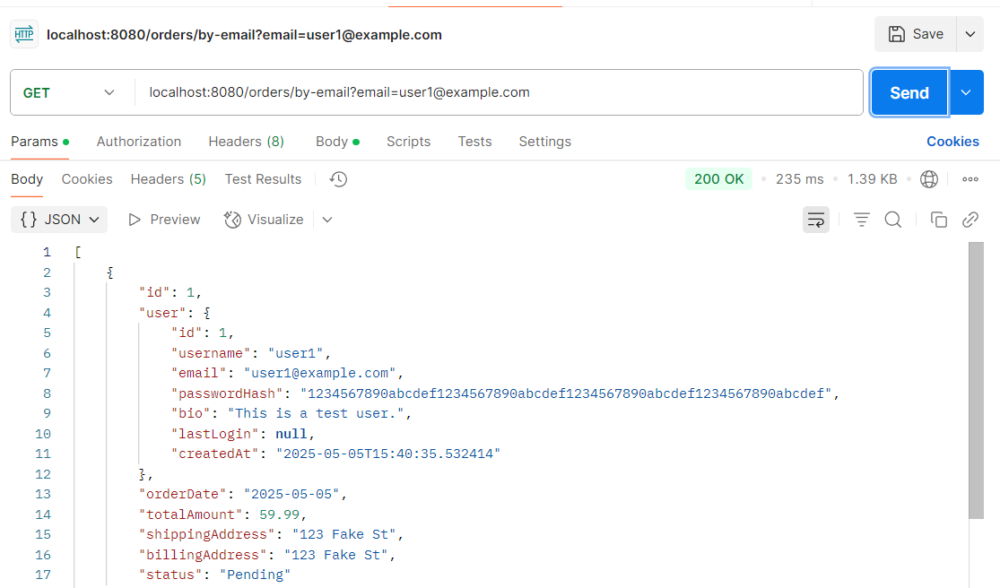 HTTP localhost:8080/orders/by-email?email=user1@example.com Save
GET localhost:8080/orders/by-email?email=user1@example.com Send
Params Authorization Headers (8) Body Scripts Tests Settings Cookies
Body Cookies Headers (5) Test Results 200 OK 235 ms 1.39 KB
{} JSON Preview Visualize
1 [
2 {
3 "id": 1,
4 "user": {
5 "id": 1,
6 "username": "user1",
7 "email": "user1@example.com",
8 "passwordHash": "1234567890abcdef1234567890abcdef1234567890abcdef1234567890abcdef",
9 "bio": "This is a test user.",
10 "lastLogin": null,
11 "createdAt": "2025-05-05T15:40:35.532414"
12 },
13 "orderDate": "2025-05-05",
14 "totalAmount": 59.99,
15 "shippingAddress": "123 Fake St",
16 "billingAddress": "123 Fake St",
17 "status": "Pending"